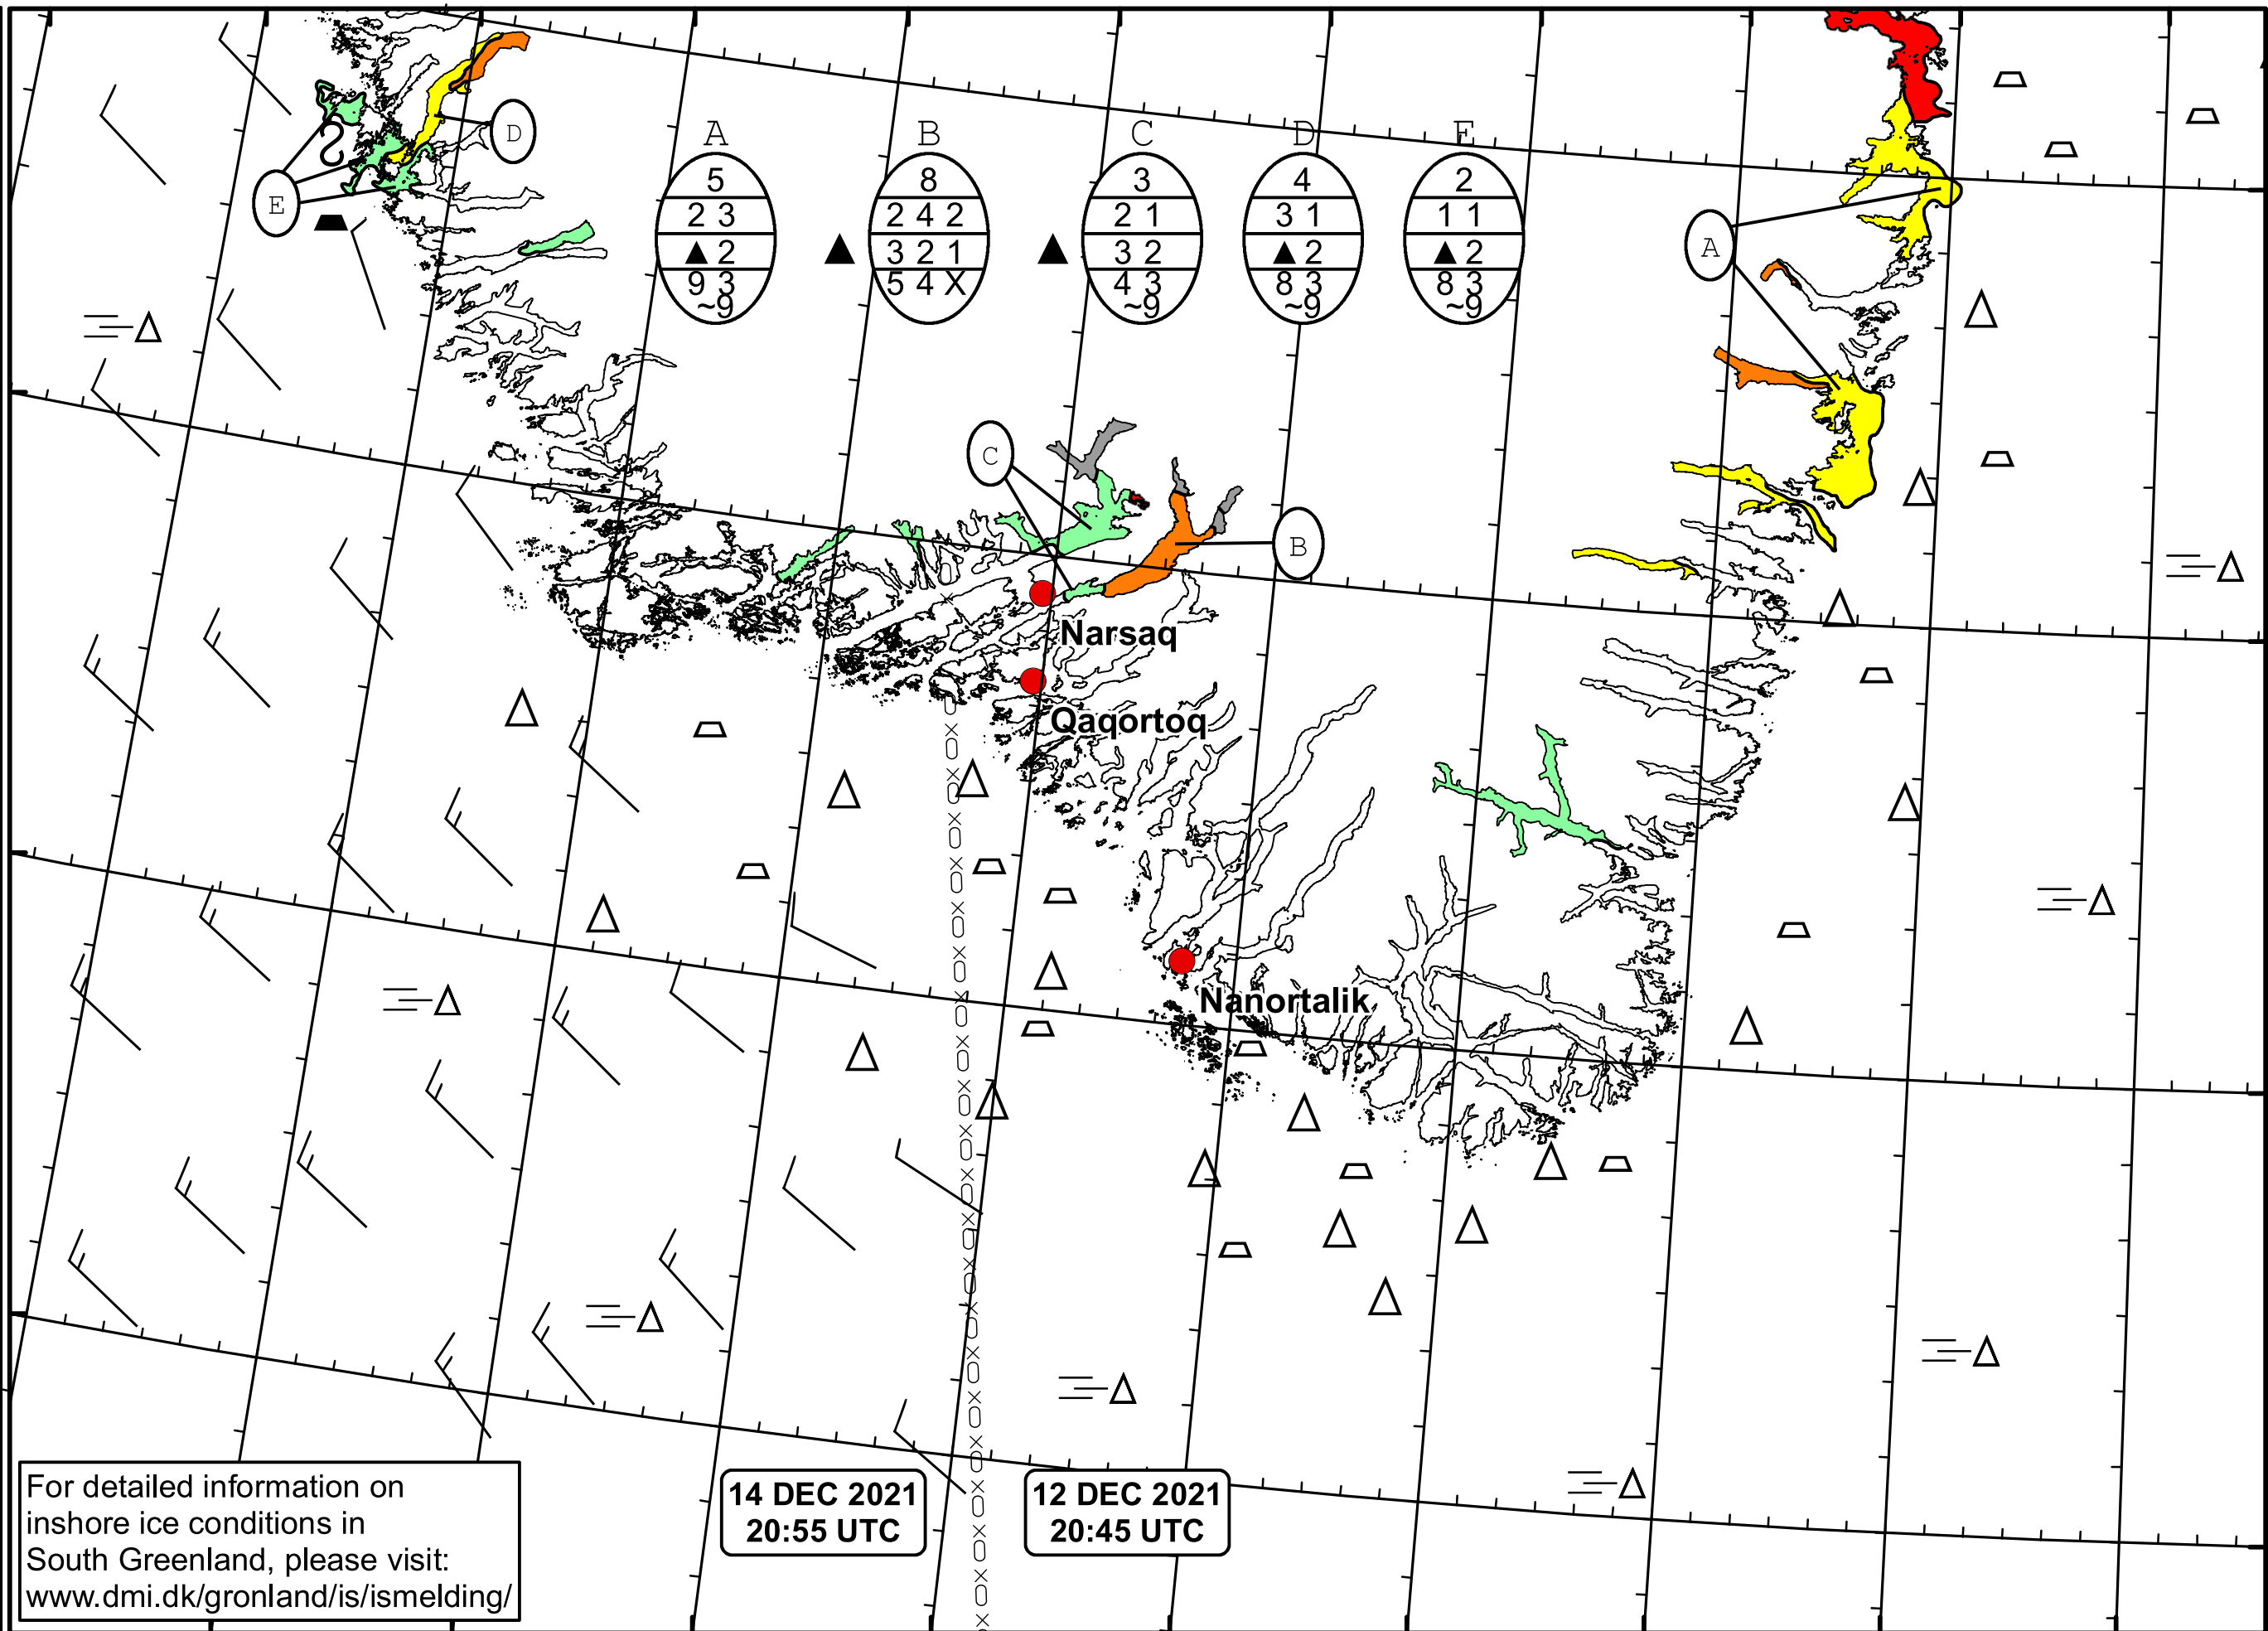 A B C D E
5 8 3 4 2
2 3 2 4 2 2 1 3 1 1 1
▲ 2 ▲ 3 2 1 ▲ 3 2 ▲ 2 ▲ 2
9 3 5 4 X 4 3 8 3 8 3
~9 ~9 ~9 ~9
D
E
A
C
B
Narsaq
Qaqortoq
Nanortalik
14 DEC 2021
20:55 UTC
12 DEC 2021
20:45 UTC
For detailed information on
inshore ice conditions in
South Greenland, please visit:
www.dmi.dk/gronland/is/ismelding/